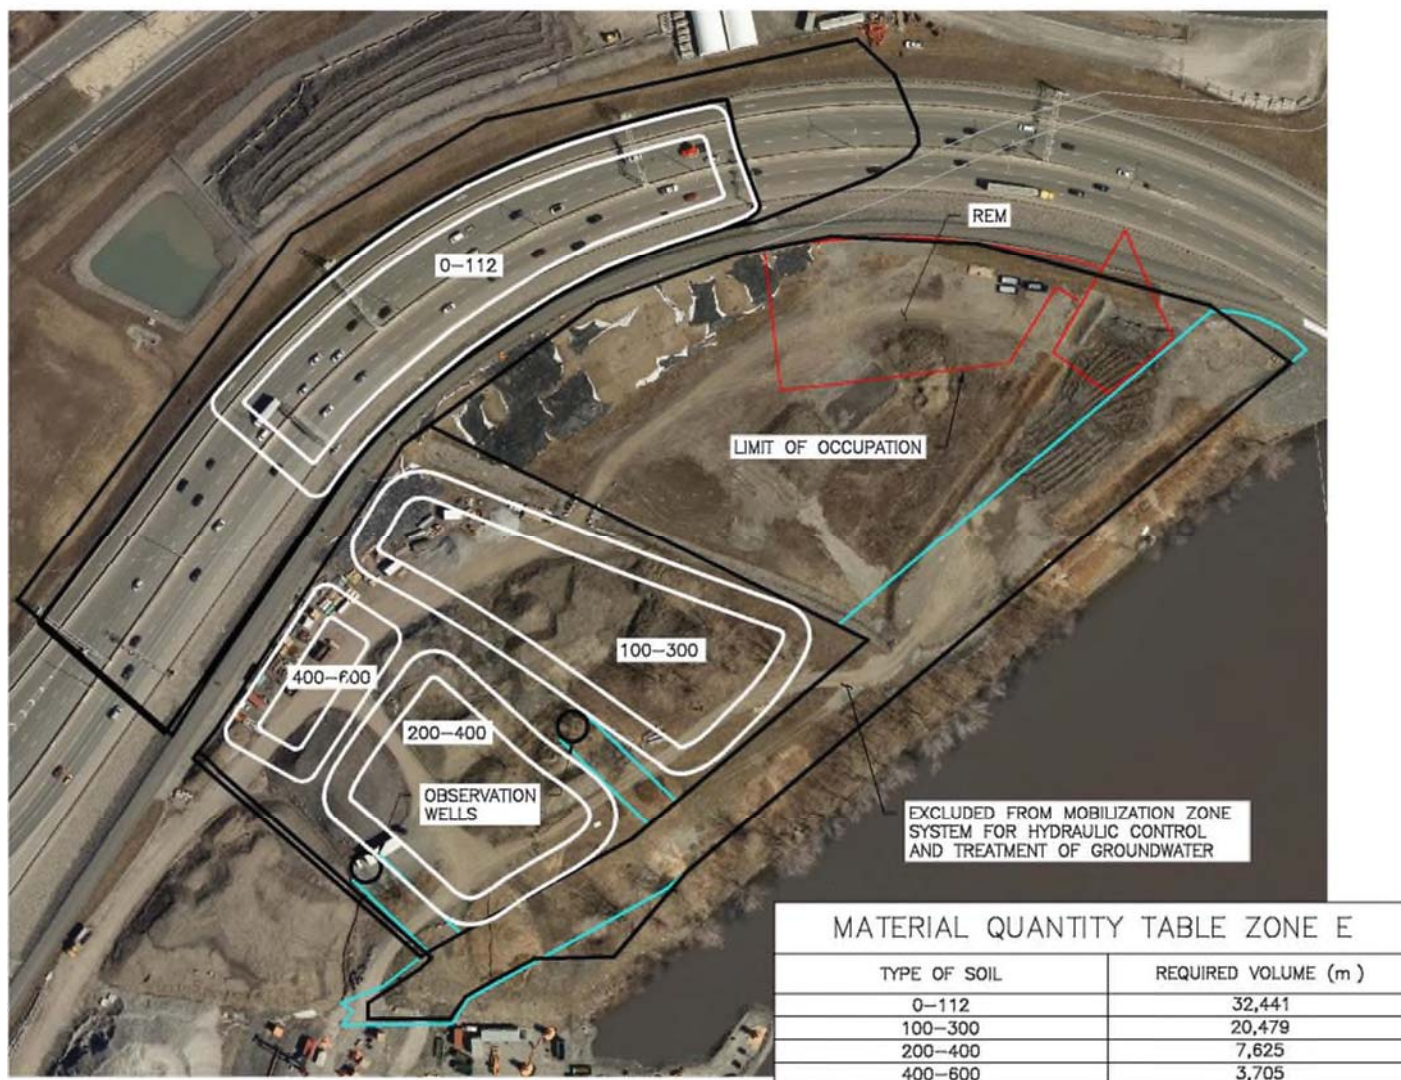 REM
0-112
LIMIT OF OCCUPATION
100-300
400-600
200-400
OBSERVATION
WELLS
EXCLUDED FROM MOBILIZATION ZONE
SYSTEM FOR HYDRAULIC CONTROL
AND TREATMENT OF GROUNDWATER
MATERIAL QUANTITY TABLE ZONE E
TYPE OF SOIL REQUIRED VOLUME (m )
0-112 32,441
100-300 20,479
200-400 7,625
400-600 3,705